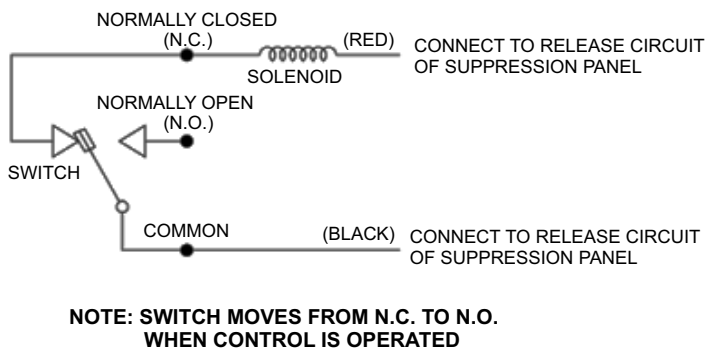 NORMALLY CLOSED
(N.C.)
(RED)
CONNECT TO RELEASE CIRCUIT
OF SUPPRESSION PANEL
SOLENOID
NORMALLY OPEN
(N.O.)
SWITCH
COMMON
(BLACK)
CONNECT TO RELEASE CIRCUIT
OF SUPPRESSION PANEL
NOTE: SWITCH MOVES FROM N.C. TO N.O.
WHEN CONTROL IS OPERATED